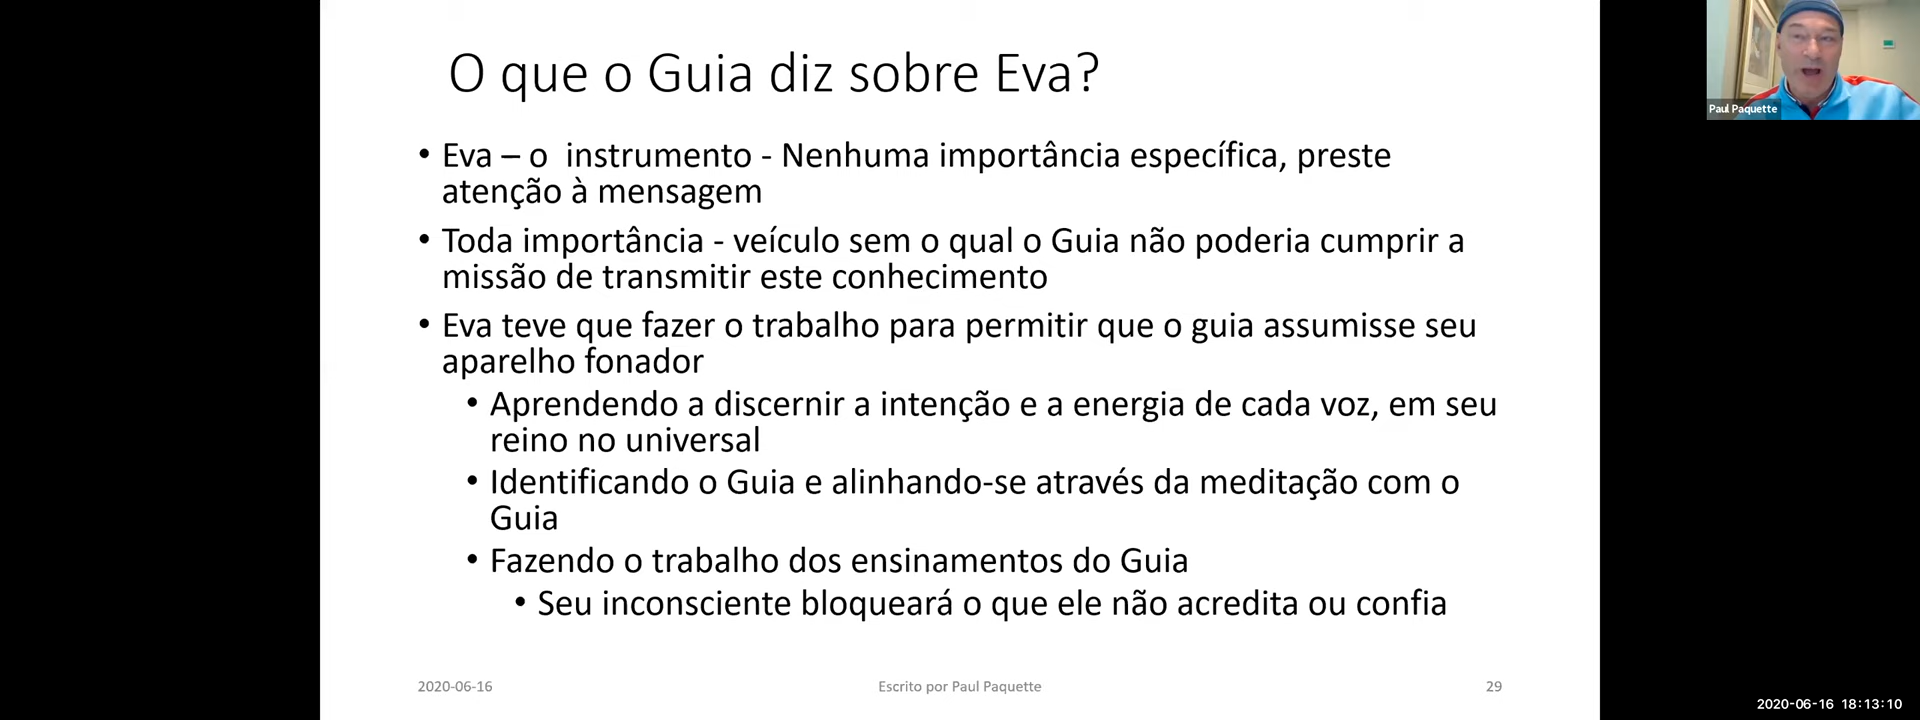 O que o Guia diz sobre Eva?
Paul Paquette
• Eva – o  instrumento - Nenhuma importância específica, preste
atenção à mensagem
• Toda importância - veículo sem o qual o Guia não poderia cumprir a
missão de transmitir este conhecimento
• Eva teve que fazer o trabalho para permitir que o guia assumisse seu
aparelho fonador
• Aprendendo a discernir a intenção e a energia de cada voz, em seu
reino no universal
• Identificando o Guia e alinhando-se através da meditação com o
Guia
• Fazendo o trabalho dos ensinamentos do Guia
• Seu inconsciente bloqueará o que ele não acredita ou confia
2020-06-16
Escrito por Paul Paquette
29
2020-06-16 18:13:10